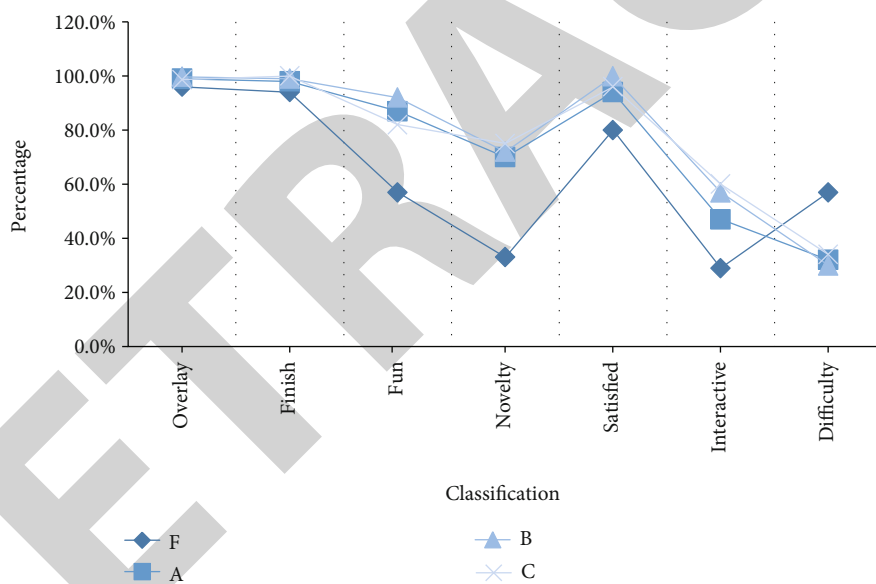 120.0%
100.0%
80.0%
60.0%
40.0%
20.0%
0.0%
Percentage
Overlay
Finish
Fun
Novelty
Satisfied
Interactive
Difficulty
Classification
F
B
A
C
ETRAC